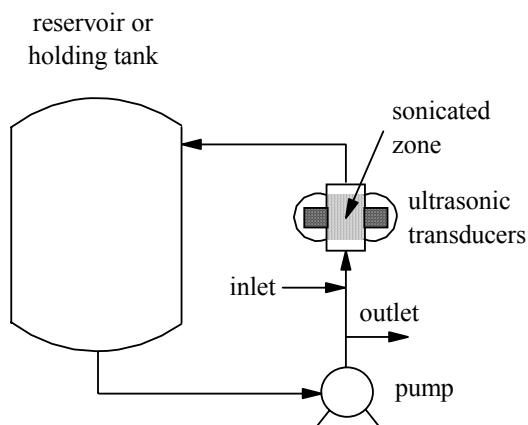 reservoir or
holding tank
sonicated
zone
ultrasonic
transducers
inlet
outlet
pump